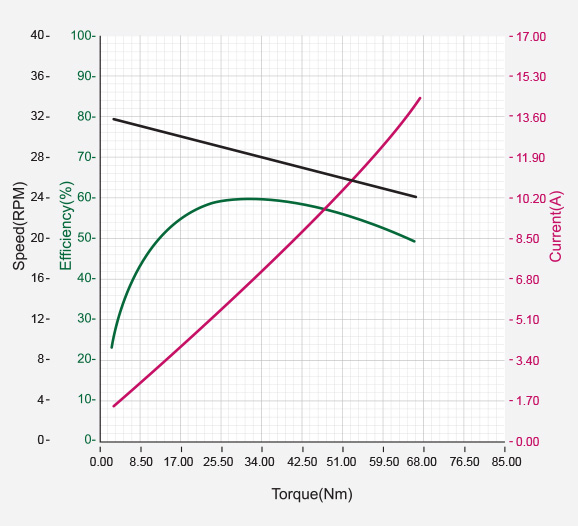 40- 100- - 17.00
36- 90- - 15.30
32- 80- - 13.60
28- 70- - 11.90
24- 60- - 10.20
20- 50- - 8.50
16- 40- - 6.80
12- 30- - 5.10
8- 20- - 3.40
4- 10- - 1.70
0- 0- - 0.00
Speed(RPM)
Efficiency(%)
Current(A)
0.00 8.50 17.00 25.50 34.00 42.50 51.00 59.50 68.00 76.50 85.00
Torque(Nm)